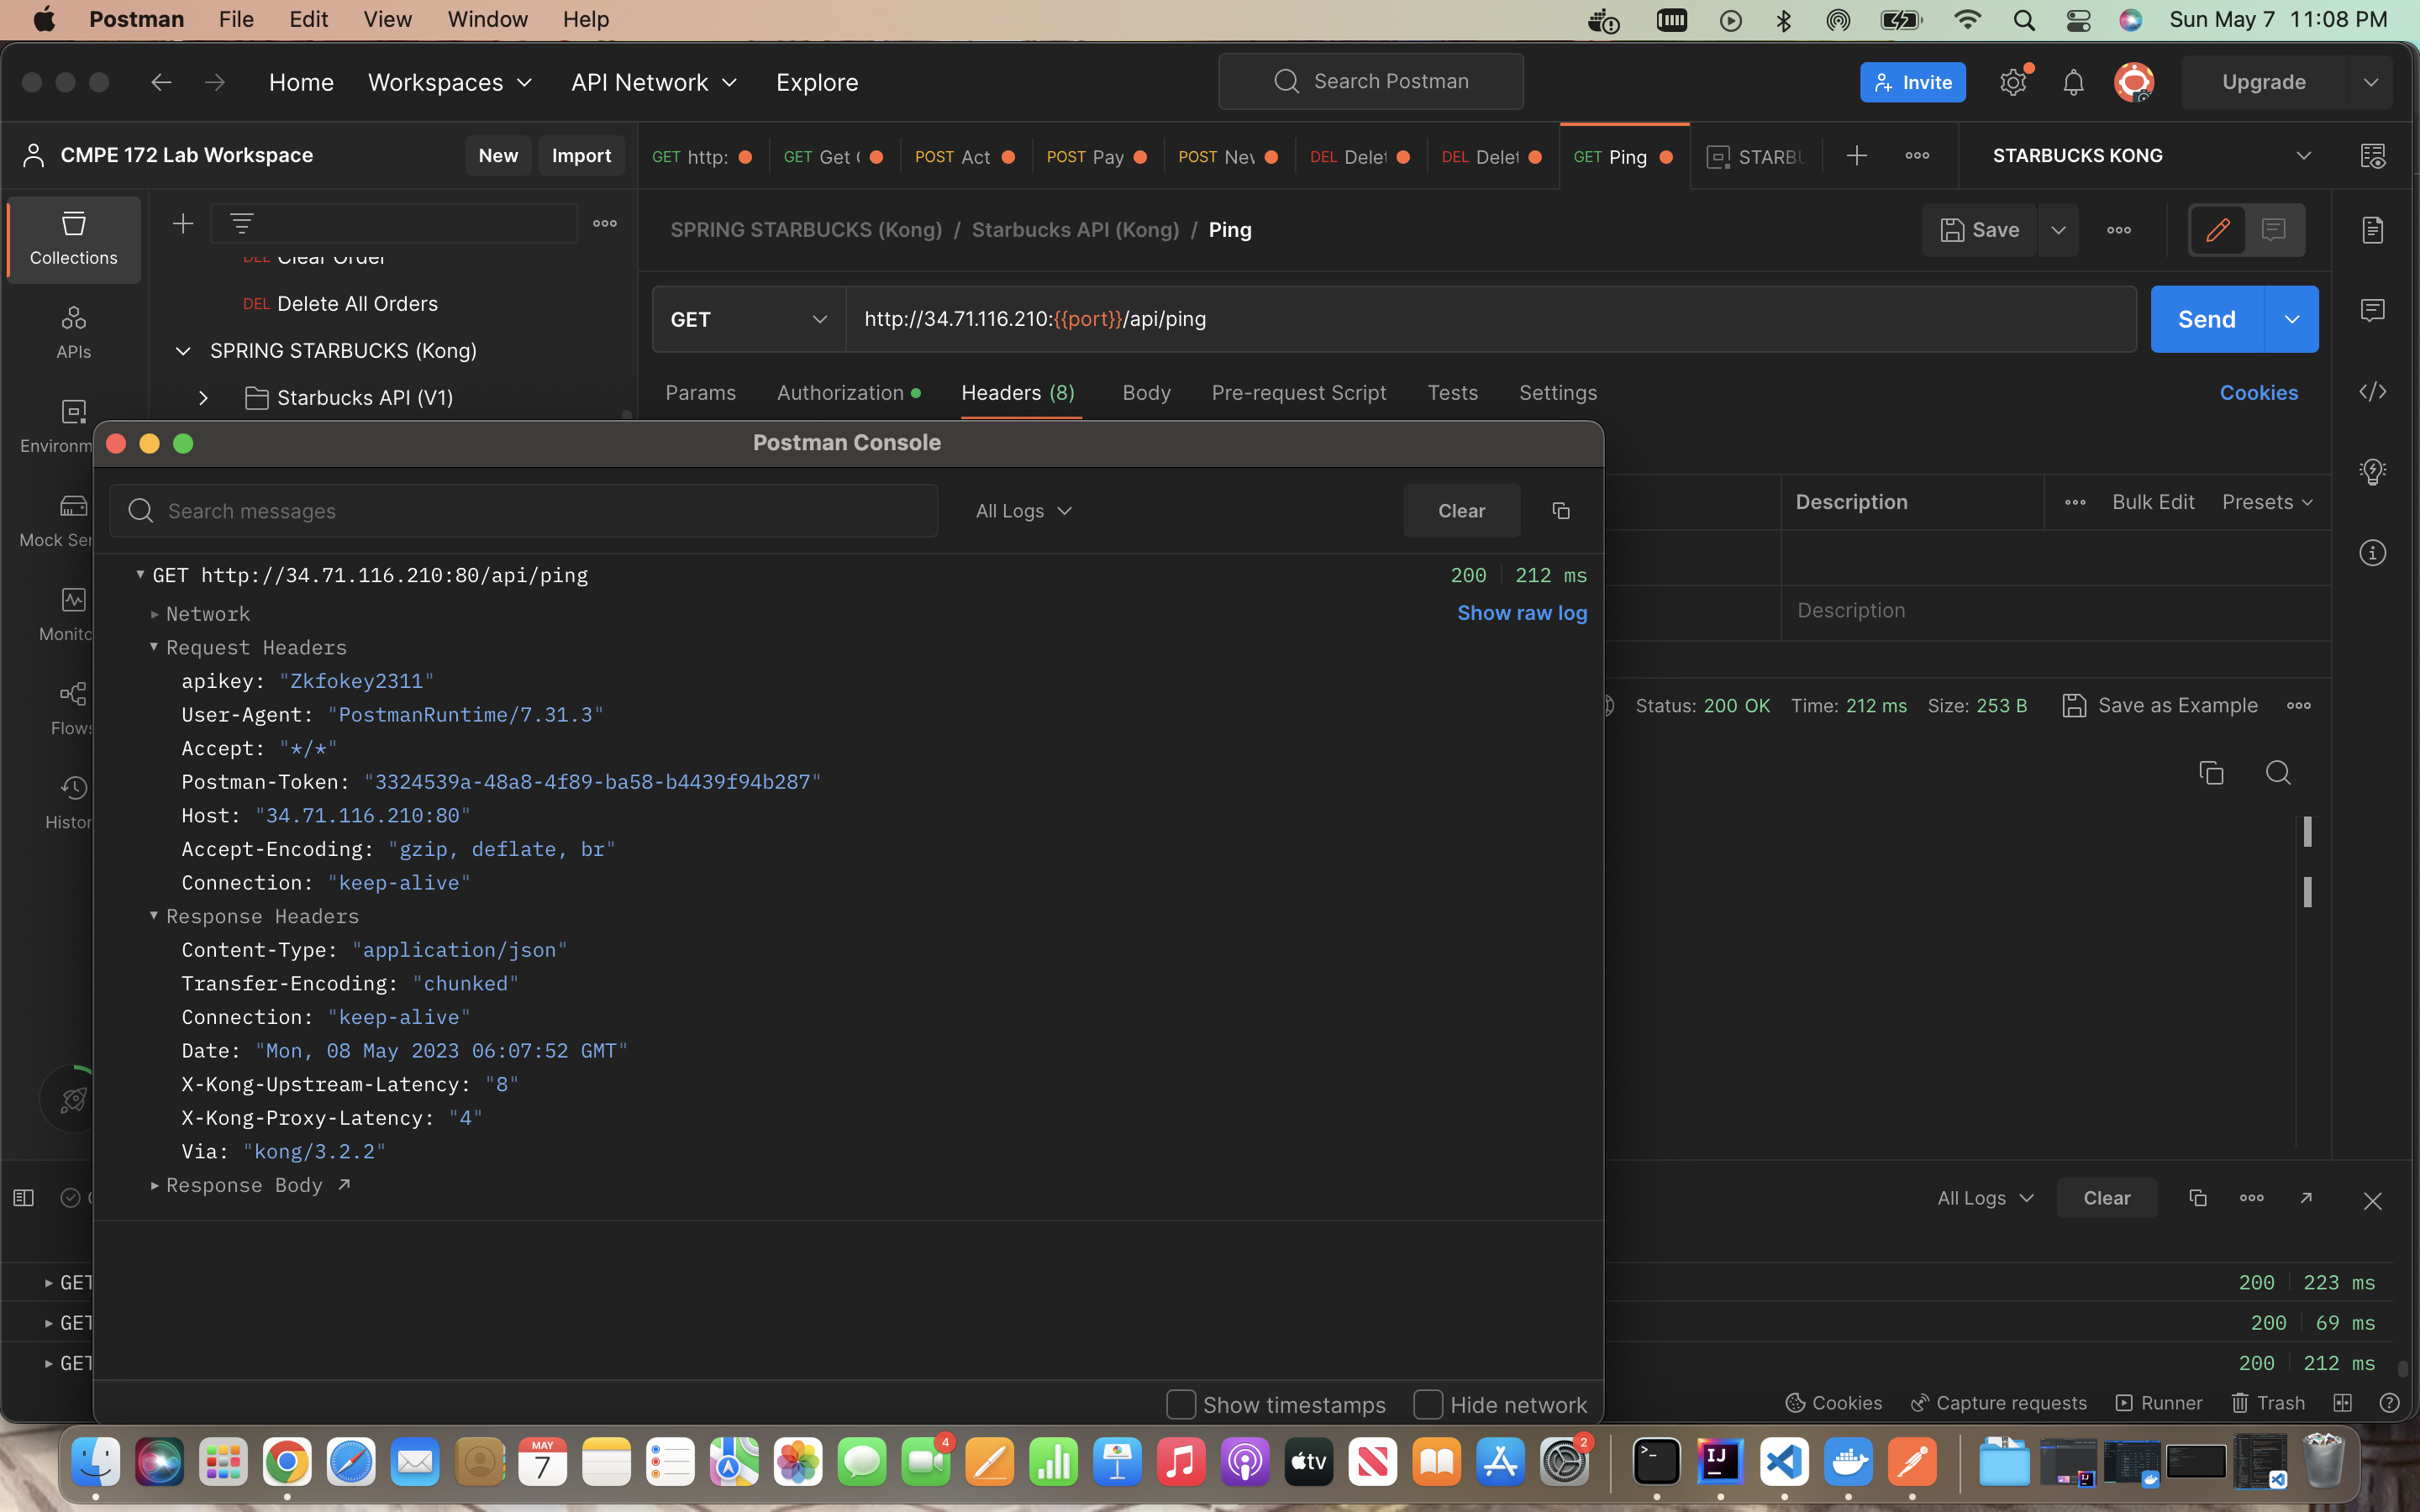 Postman File Edit View Window Help Sun May 7 11:08 PM
Home Workspaces API Network Explore Search Postman Invite Upgrade
CMPE 172 Lab Workspace New Import GET http: GET Get POST Act POST Pay POST Nev DEL Delet DEL Delet GET Ping STARBU STARBUCKS KONG
Collections
APIs
DEL Clear Order
DEL Delete All Orders
SPRING STARBUCKS (Kong)
Starbucks API (V1)
SPRING STARBUCKS (Kong) / Starbucks API (Kong) / Ping Save
GET http://34.71.116.210:{{port}}/api/ping Send
Params Authorization Headers (8) Body Pre-request Script Tests Settings Cookies
Environm
Mock Ser
Monito
Flows
Histor
Postman Console
Search messages All Logs Clear
GET http://34.71.116.210:80/api/ping 200 212 ms
Network Show raw log
Request Headers
apikey: "Zkfokey2311"
User-Agent: "PostmanRuntime/7.31.3"
Accept: "*/*"
Postman-Token: "3324539a-48a8-4f89-ba58-b4439f94b287"
Host: "34.71.116.210:80"
Accept-Encoding: "gzip, deflate, br"
Connection: "keep-alive"
Response Headers
Content-Type: "application/json"
Transfer-Encoding: "chunked"
Connection: "keep-alive"
Date: "Mon, 08 May 2023 06:07:52 GMT"
X-Kong-Upstream-Latency: "8"
X-Kong-Proxy-Latency: "4"
Via: "kong/3.2.2"
Response Body
Show timestamps Hide network
Description Bulk Edit Presets
Description
Status: 200 OK Time: 212 ms Size: 253 B Save as Example
All Logs Clear
GET 200 223 ms
GET 200 69 ms
GET 200 212 ms
Cookies Capture requests Runner Trash
MAY
7
4
tv
2
IJ